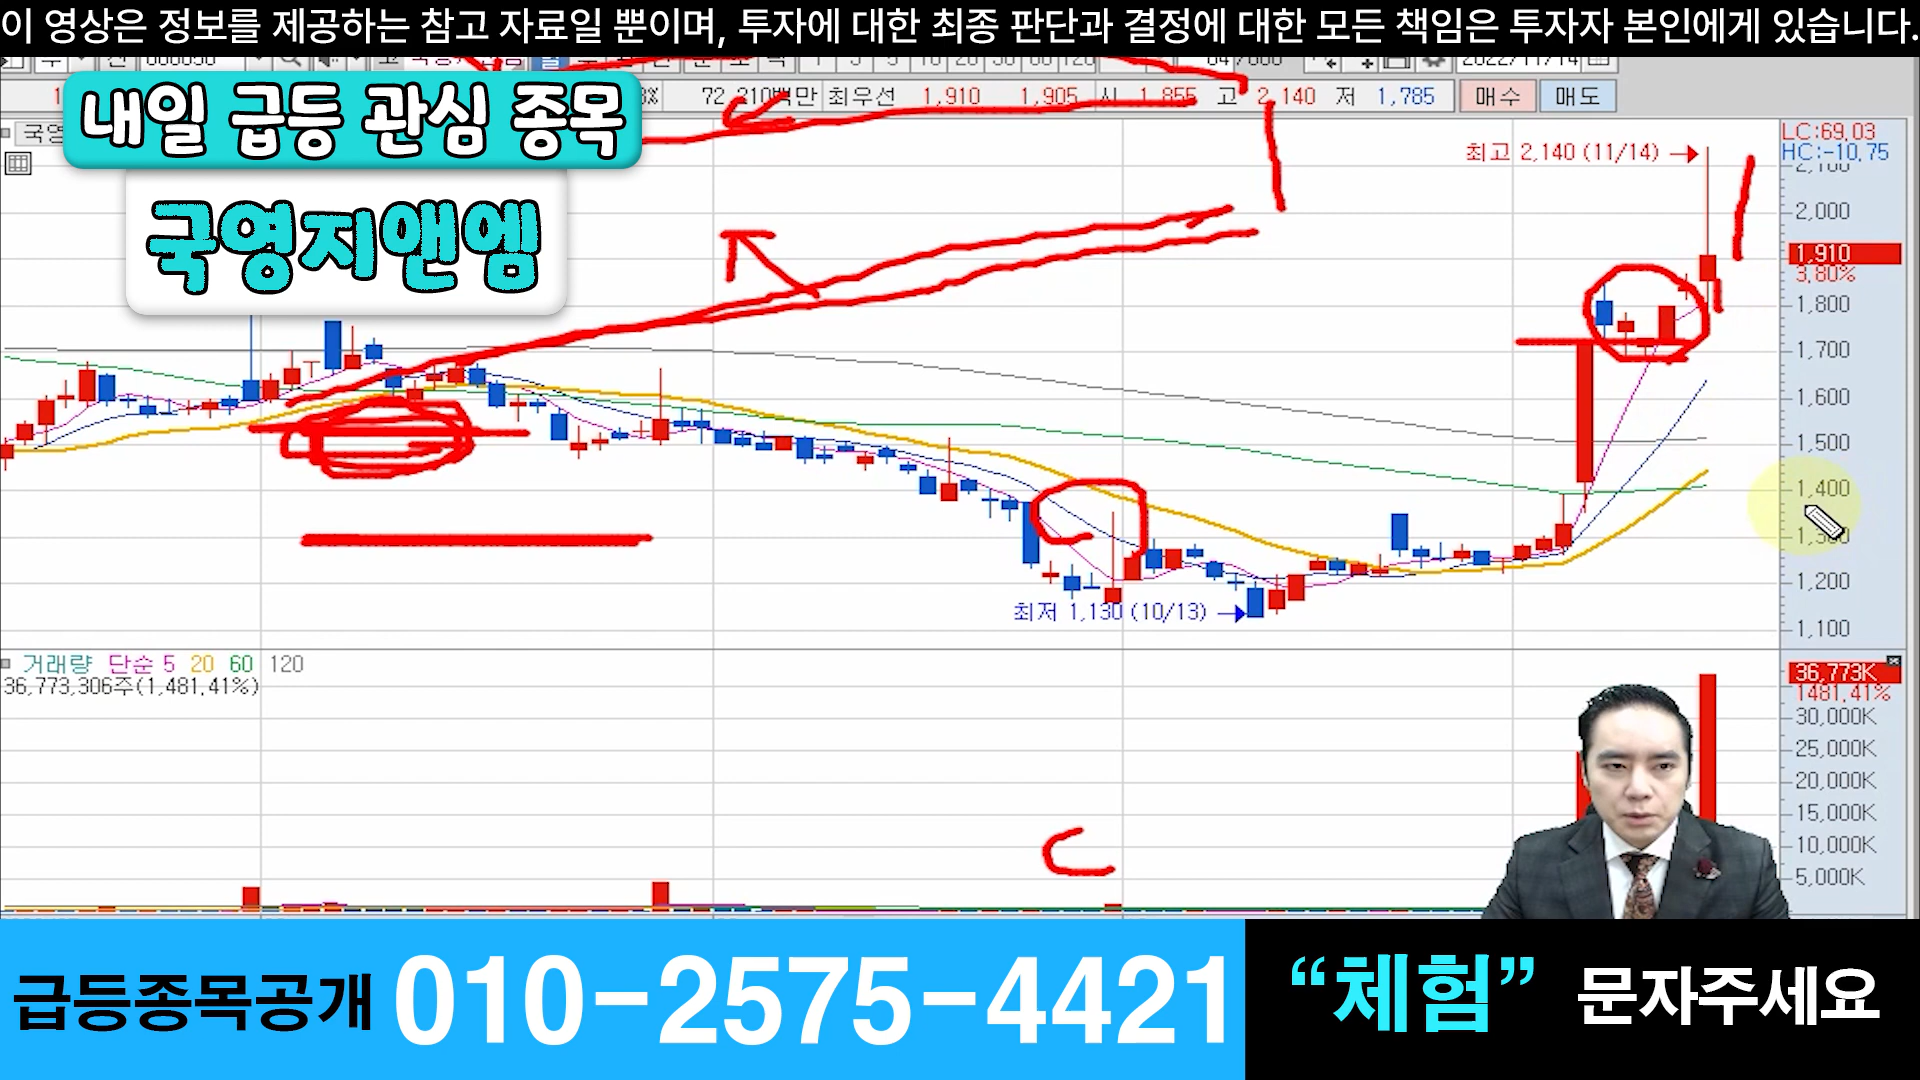 이 영상은 정보를 제공하는 참고 자료일 뿐이며, 투자에 대한 최종 판단과 결정에 대한 모든 책임은 투자자 본인에게 있습니다.
2022/11/14
내일 급등 관심 종목
국영지앤엠
72,210백만 최우선 1,910 1,905 시 1,855 고 2,140 저 1,785 매수 매도
국영
LC:69,03
HC:-10,75
최고 2,140 (11/14)
2,100
2,000
1,910
3,80%
1,800
1,700
1,600
1,500
1,400
1,300
1,200
1,100
최저 1,130 (10/13)
거래량 단순 5 20 60 120
36,773,306주(1,481,41%)
36,773K
1481,41%
30,000K
25,000K
20,000K
15,000K
10,000K
5,000K
급등종목공개 010-2575-4421 “체험” 문자주세요